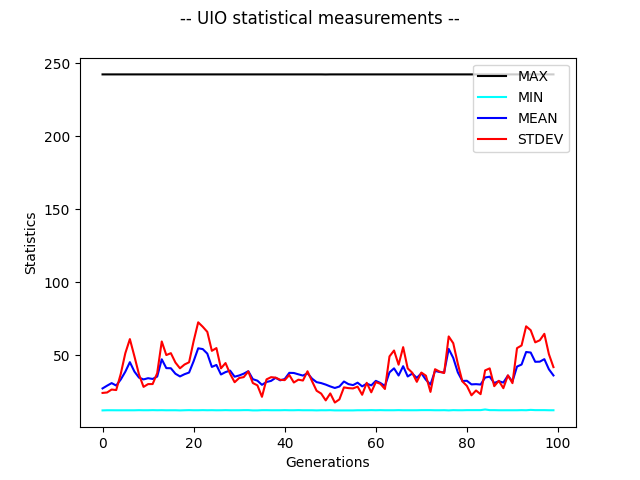 -- UIO statistical measurements --
250
200
150
100
50
Statistics
MAX
MIN
MEAN
STDEV
0 20 40 60 80 100
Generations